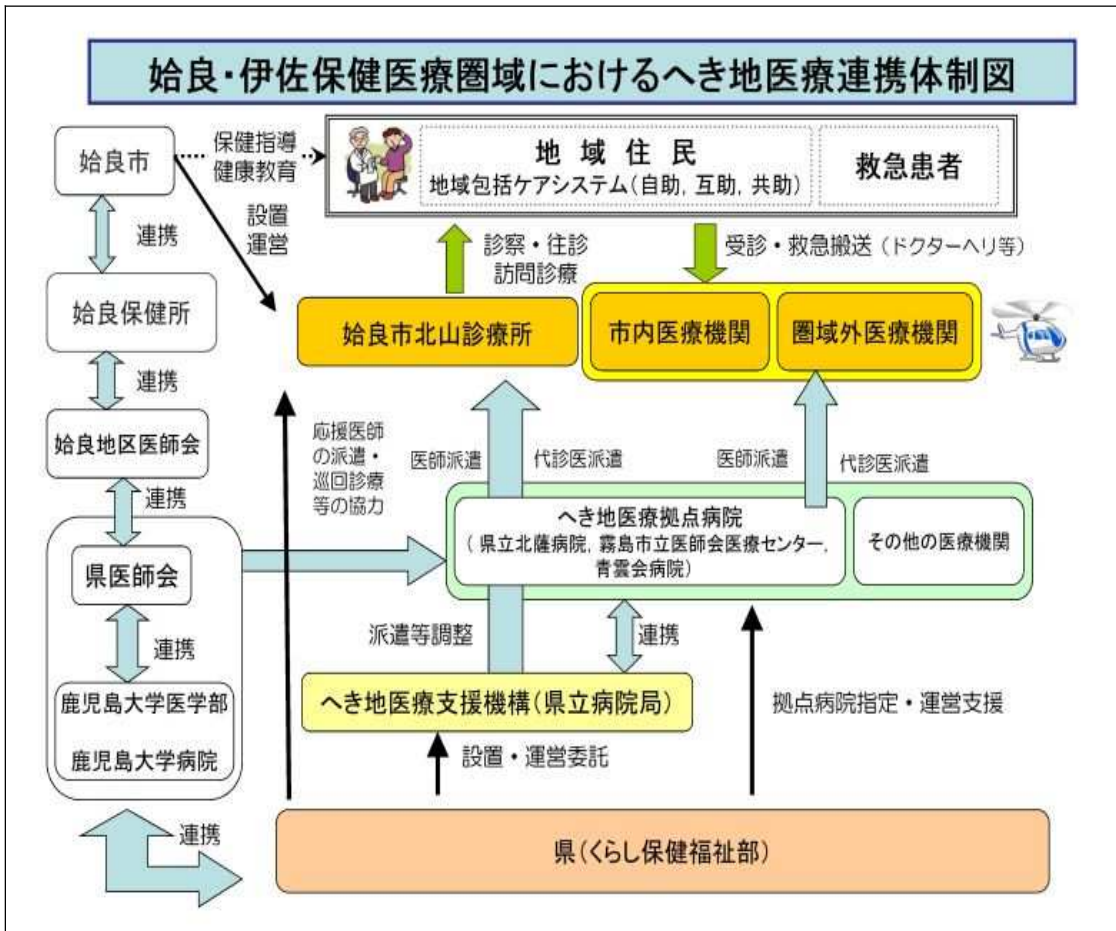 姶良・伊佐保健医療圏域におけるへき地医療連携体制図
姶良市
保健指導
健康教育
地域住民
地域包括ケアシステム(自助,互助,共助)
救急患者
連携
設置
運営
診察・往診
訪問診療
受診・救急搬送(ドクターヘリ等)
姶良保健所
姶良市北山診療所
市内医療機関
圏域外医療機関
連携
姶良地区医師会
応援医師
の派遣・
巡回診療
等の協力
医師派遣
代診医派遣
医師派遣
代診医派遣
連携
へき地医療拠点病院
(県立北薩病院,霧島市立医師会医療センター,
青雲会病院)
その他の医療機関
県医師会
連携
派遣等調整
連携
鹿児島大学医学部
鹿児島大学病院
へき地医療支援機構(県立病院局)
拠点病院指定・運営支援
設置・運営委託
連携
県(くらし保健福祉部)